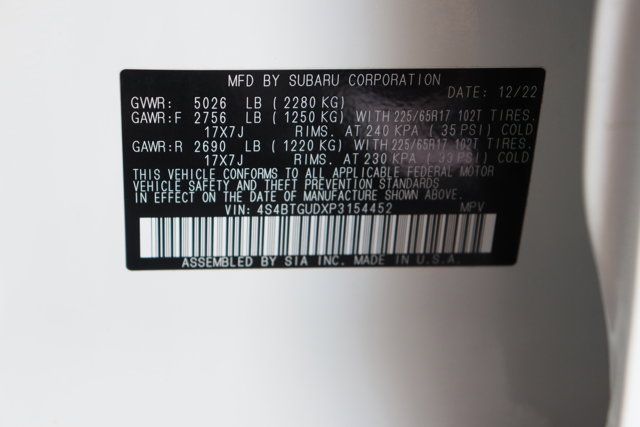 MFD BY SUBARU CORPORATION
DATE: 12/22
GVWR: 5026 LB (2280 KG)
GAWR:F 2756 LB (1250 KG) WITH 225/65R17 102T TIRES,
17X7J RIMS, AT 240 KPA (35 PSI) COLD
GAWR:R 2690 LB (1220 KG) WITH 225/65R17 102T TIRES,
17X7J RIMS, AT 230 KPA (33 PSI) COLD
THIS VEHICLE CONFORMS TO ALL APPLICABLE FEDERAL MOTOR
VEHICLE SAFETY AND THEFT PREVENTION STANDARDS
IN EFFECT ON THE DATE OF MANUFACTURE SHOWN ABOVE.
VIN: 4S4BTGUDXP3154452 MPV
ASSEMBLED BY SIA INC. MADE IN U.S.A.